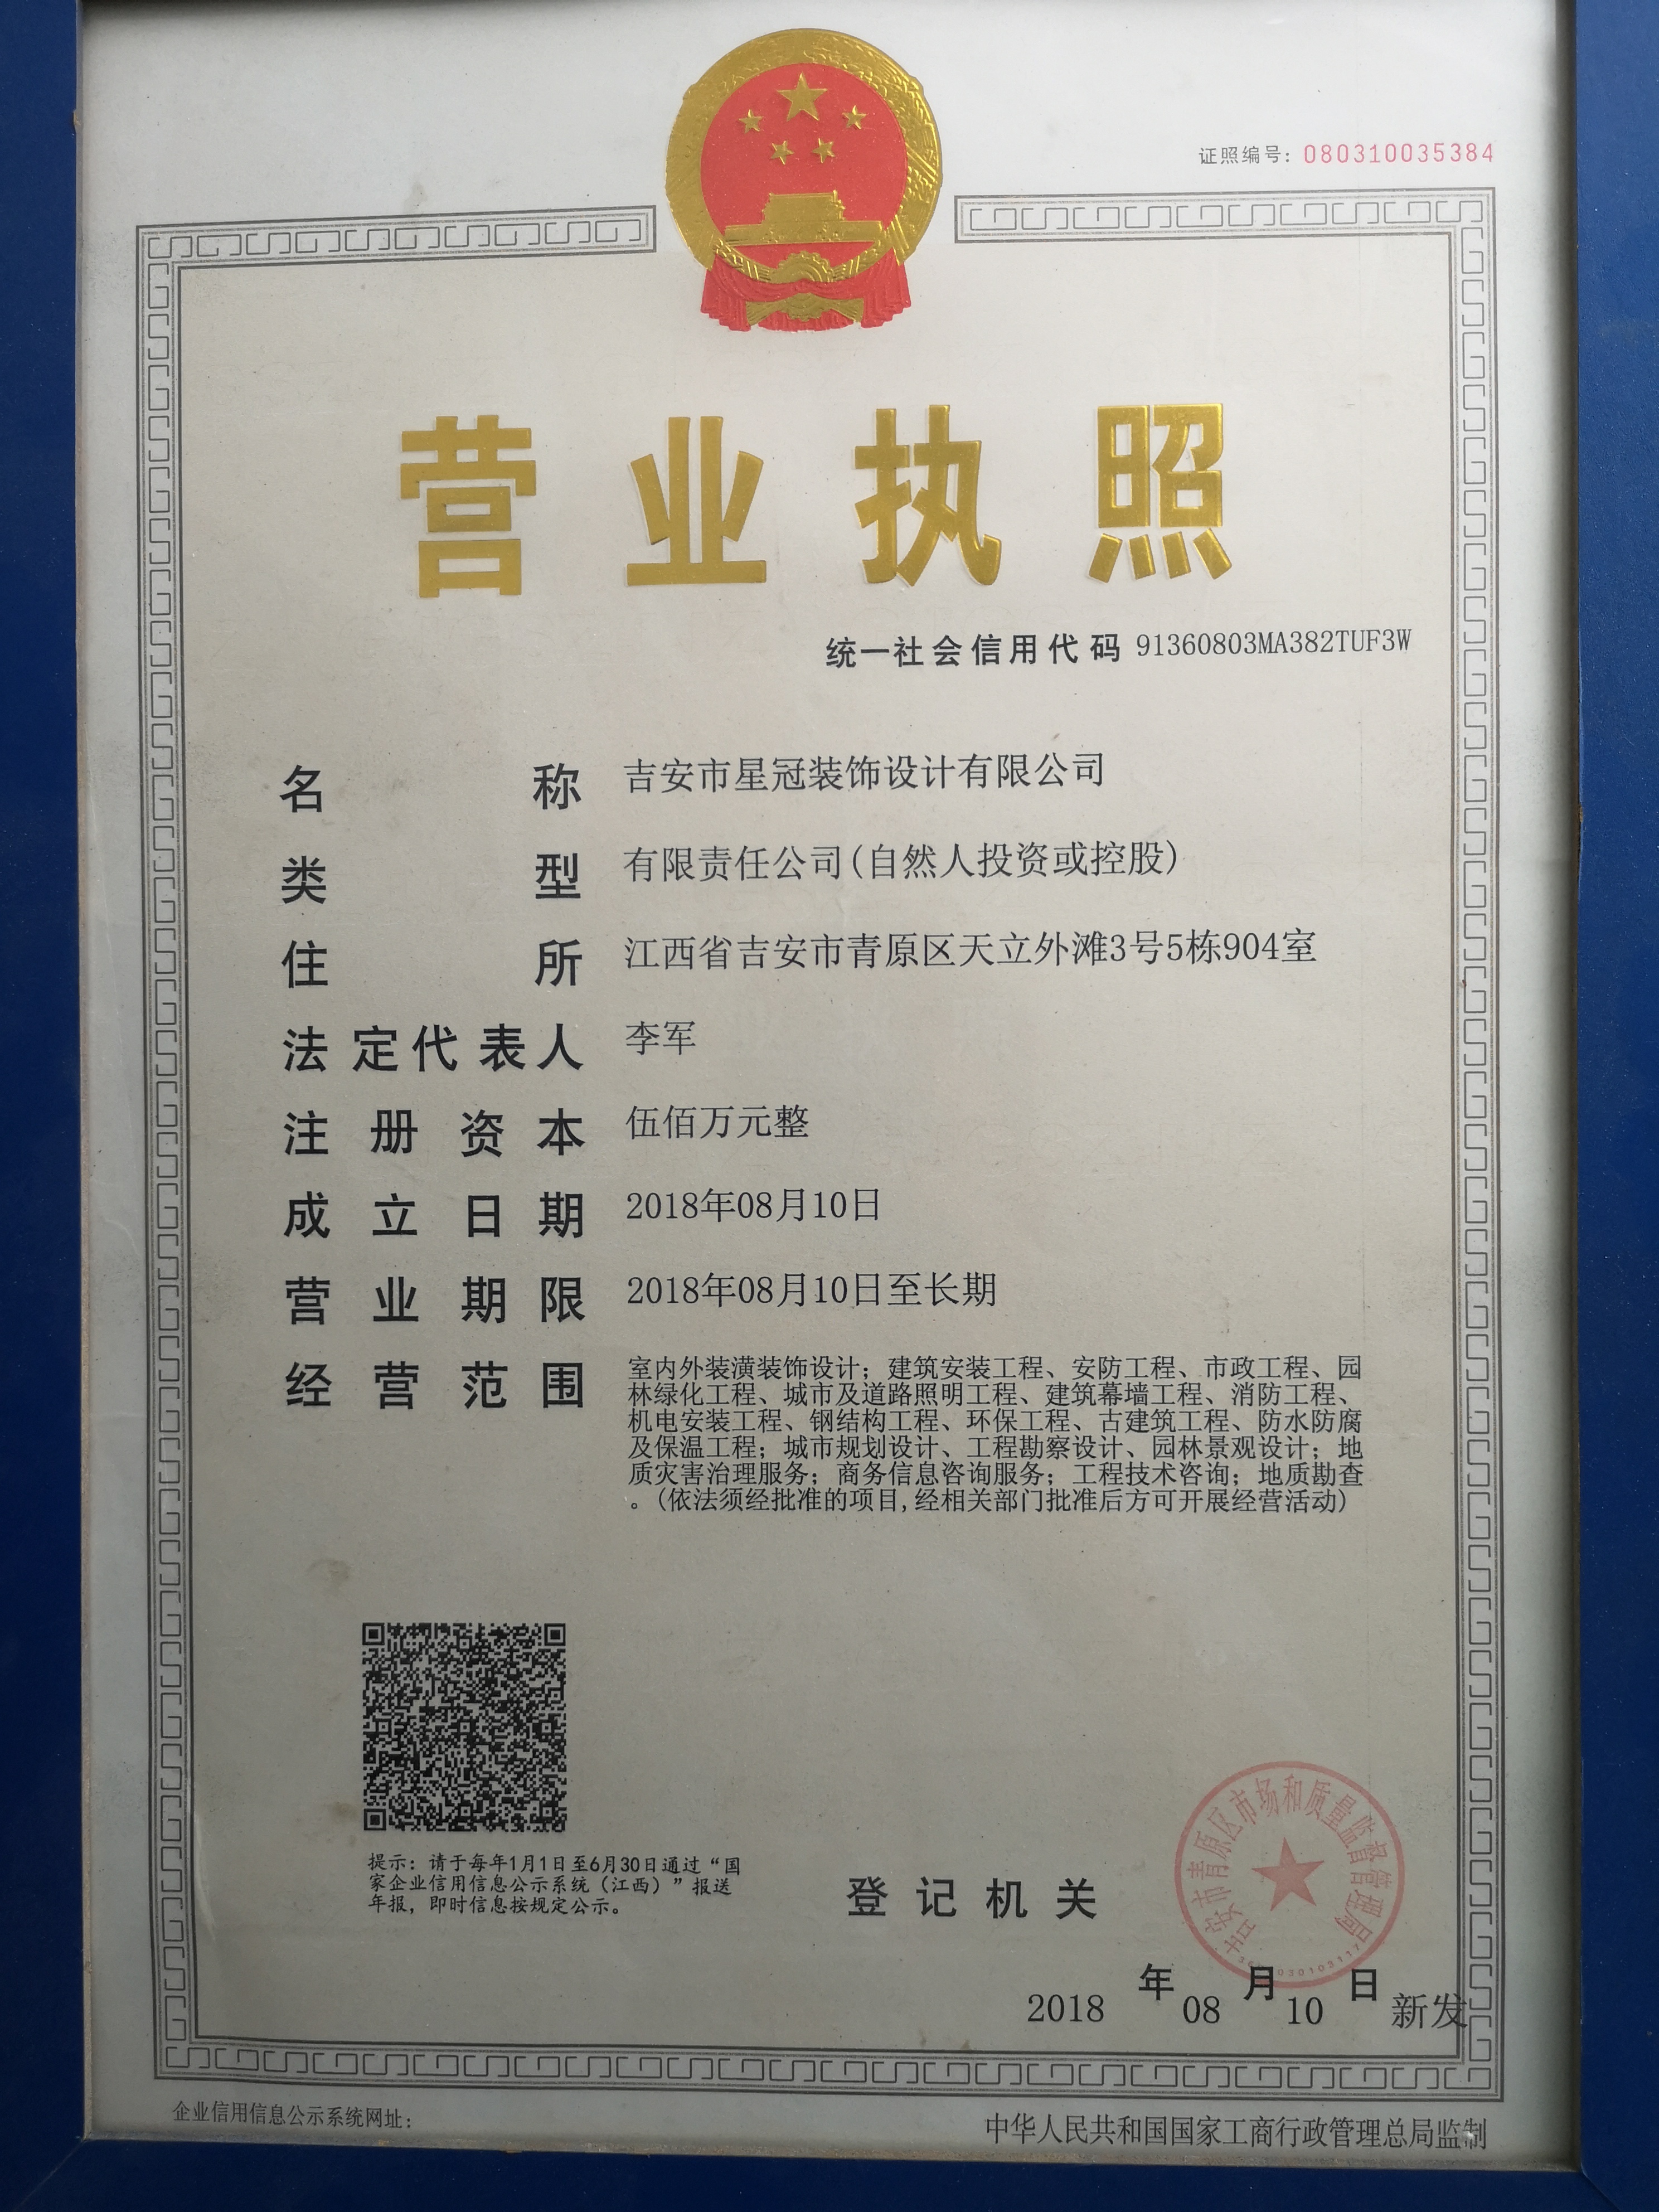 证照编号：080310035384
营业执照
统一社会信用代码 91360803MA382TUF3W
名称 吉安市星冠装饰设计有限公司
类型 有限责任公司(自然人投资或控股)
住所 江西省吉安市青原区天立外滩3号5栋904室
法定代表人 李军
注册资本 伍佰万元整
成立日期 2018年08月10日
营业期限 2018年08月10日至长期
经营范围 室内外装潢装饰设计；建筑安装工程、安防工程、市政工程、园
林绿化工程、城市及道路照明工程、建筑幕墙工程、消防工程、
机电安装工程、钢结构工程、环保工程、古建筑工程、防水防腐
及保温工程；城市规划设计、工程勘察设计、园林景观设计；地
质灾害治理服务；商务信息咨询服务；工程技术咨询；地质勘查
。(依法须经批准的项目,经相关部门批准后方可开展经营活动)
提示：请于每年1月1日至6月30日通过“国
家企业信用信息公示系统（江西）”报送
年报，即时信息按规定公示。
登记机关
吉安市青原区市场和质量监督管理局
2018年08月10日 新发
企业信用信息公示系统网址：
中华人民共和国国家工商行政管理总局监制